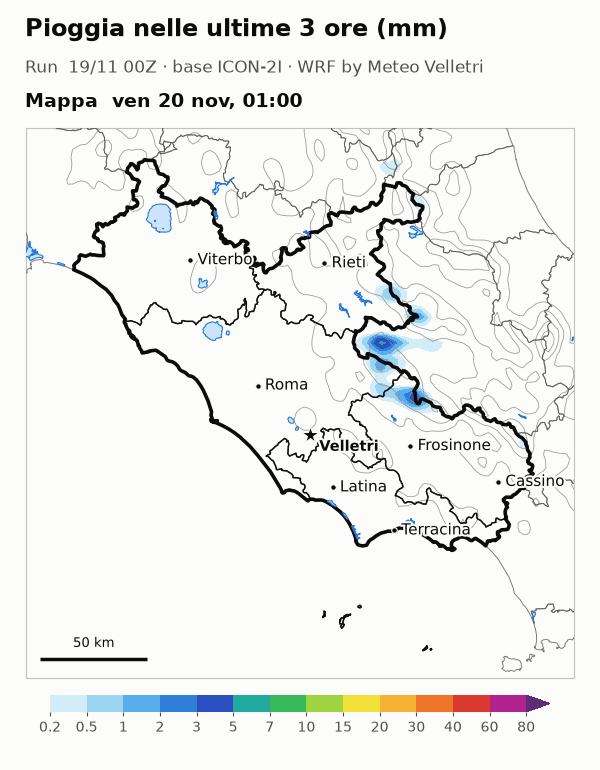 Pioggia nelle ultime 3 ore (mm)
Run  19/11 00Z · base ICON-2I · WRF by Meteo Velletri
Mappa  ven 20 nov, 01:00
Viterbo
Rieti
Roma
Velletri
Frosinone
Latina
Cassino
Terracina
50 km
0.2 0.5 1 2 3 5 7 10 15 20 30 40 60 80